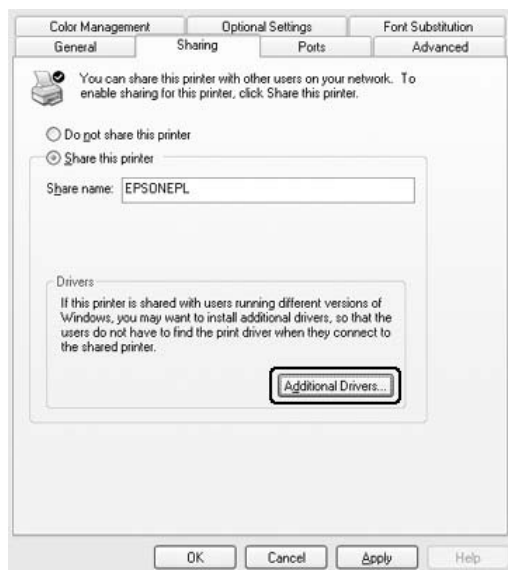 Color Management Optional Settings Font Substitution
General Sharing Ports Advanced
You can share this printer with other users on your network. To
enable sharing for this printer, click Share this printer.
Do not share this printer
Share this printer
Share name: EPSONEPL
Drivers
If this printer is shared with users running different versions of
Windows, you may want to install additional drivers, so that the
users do not have to find the print driver when they connect to
the shared printer.
Additional Drivers...
OK Cancel Apply Help